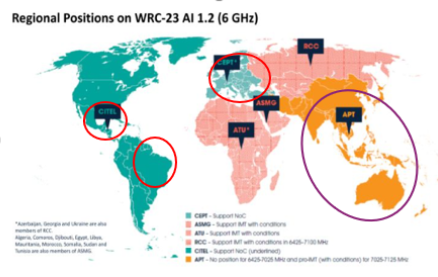 Regional Positions on WRC-23 AI 1.2 (6 GHz)
RCC
CEPT*
CITEL
ASMG
APT
ATU*
*Azerbaijan, Georgia and Ukraine are also
members of RCC.
Algeria, Comoros, Djibouti, Egypt, Libya,
Mauritania, Morocco, Somalia, Sudan and
Tunisia are also members of ASMG.
CEPT - Support NoC
ASMG - Support IMT with conditions
ATU - Support IMT with conditions
RCC - Support IMT with conditions in 6425-7100 MHz
CITEL - Support NoC (underlined)
APT - No position for 6425-7025 MHz and pro-IMT (with conditions) for 7025-7125 MHz